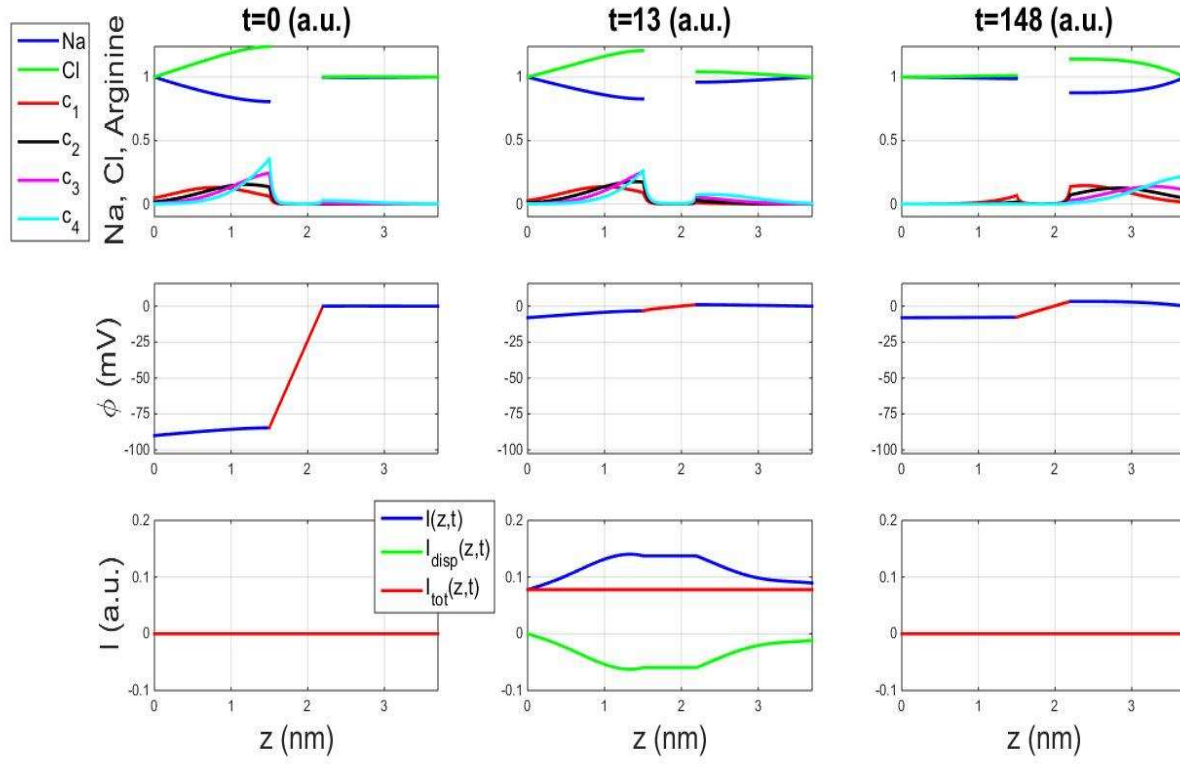 t=0 (a.u.)
t=13 (a.u.)
t=148 (a.u.)
Na
Cl
c1
c2
c3
c4
Na, Cl, Arginine
1
0.5
0
0 1 2 3
1
0.5
0
0 1 2 3
1
0.5
0
0 1 2 3
ϕ (mV)
0
-25
-50
-75
-100
0 1 2 3
0
-25
-50
-75
-100
0 1 2 3
0
-25
-50
-75
-100
0 1 2 3
I (a.u.)
0.2
0.1
0
-0.1
0 1 2 3
z (nm)
I(z,t)
I_disp(z,t)
I_tot(z,t)
0.2
0.1
0
-0.1
0 1 2 3
z (nm)
0.2
0.1
0
-0.1
0 1 2 3
z (nm)